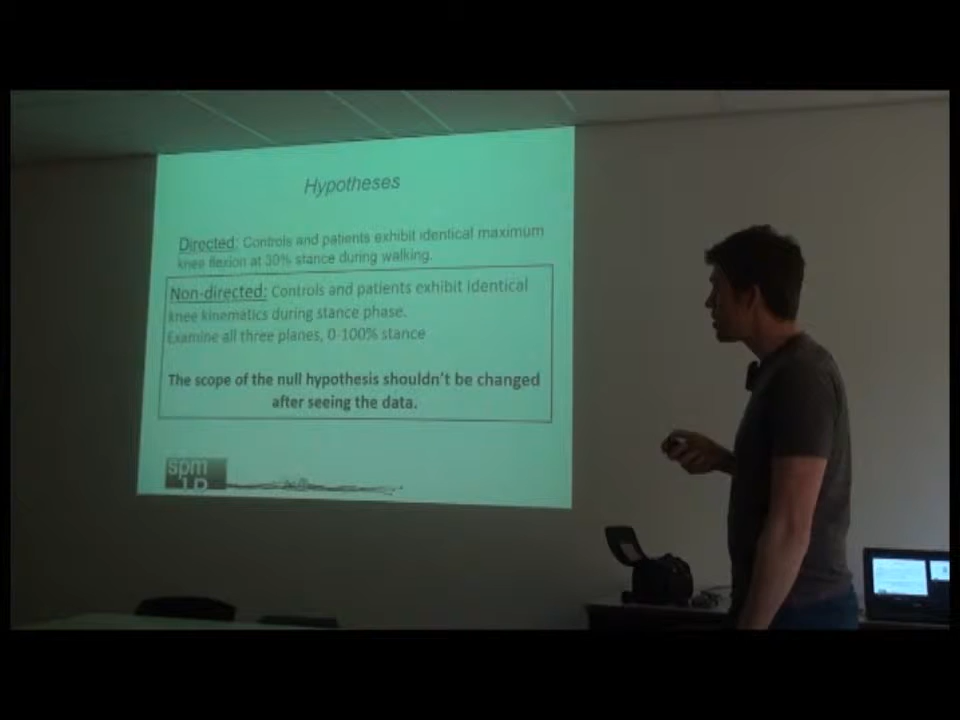 Hypotheses
Directed: Controls and patients exhibit identical maximum
knee flexion at 30% stance during walking.
Non-directed: Controls and patients exhibit identical
knee kinematics during stance phase.
Examine all three planes, 0-100% stance
The scope of the null hypothesis shouldn't be changed
after seeing the data.
spm
1D